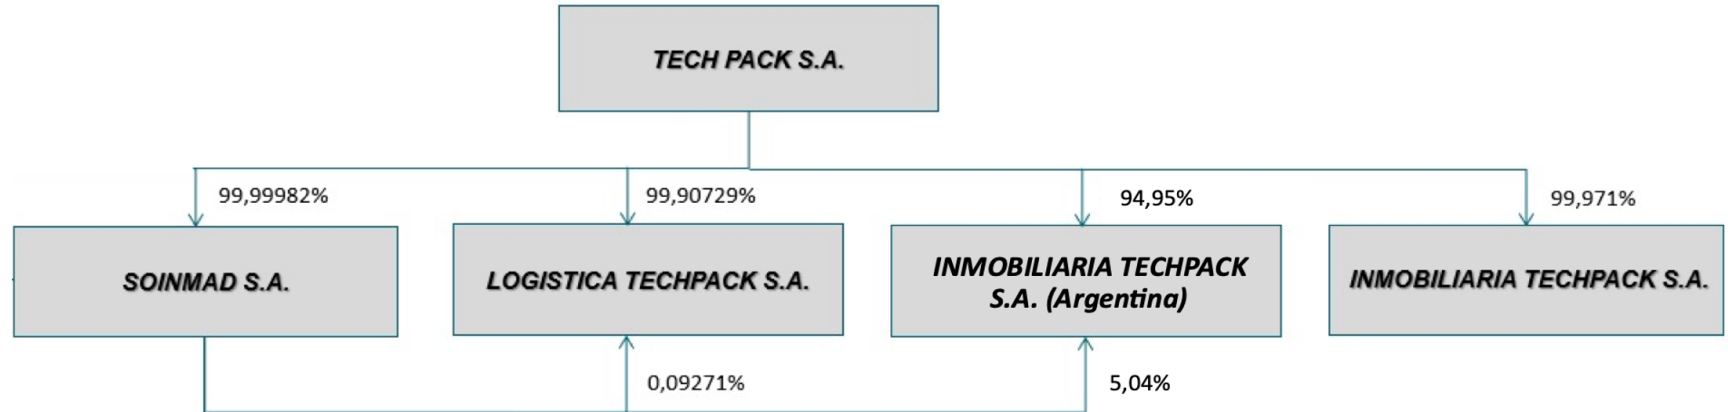 TECH PACK S.A.
99,99982%
99,90729%
94,95%
99,971%
SOINMAD S.A.
LOGISTICA TECHPACK S.A.
INMOBILIARIA TECHPACK
S.A. (Argentina)
INMOBILIARIA TECHPACK S.A.
0,09271%
5,04%